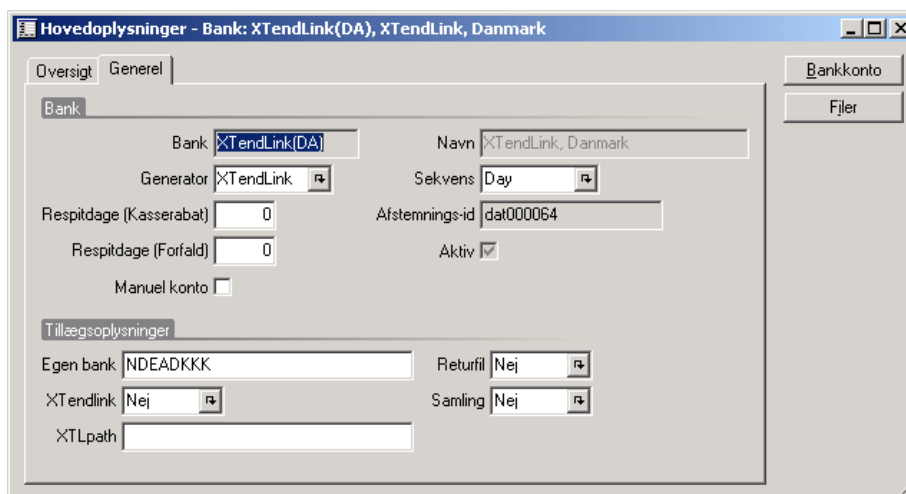 Hovedoplysninger - Bank: XTendLink(DA), XTendLink, Danmark
Oversigt Generel Bankkonto
Filer
Bank
Bank XTendLink(DA) Navn XTendLink, Danmark
Generator XTendLink Sekvens Day
Respitdage (Kasserabat) 0 Afstemnings-id dat000064
Respitdage (Forfald) 0 Aktiv
Manuel konto
Tillægsoplysninger
Egen bank NDEADKKK Returfil Nej
XTendlink Nej Samling Nej
XTLpath